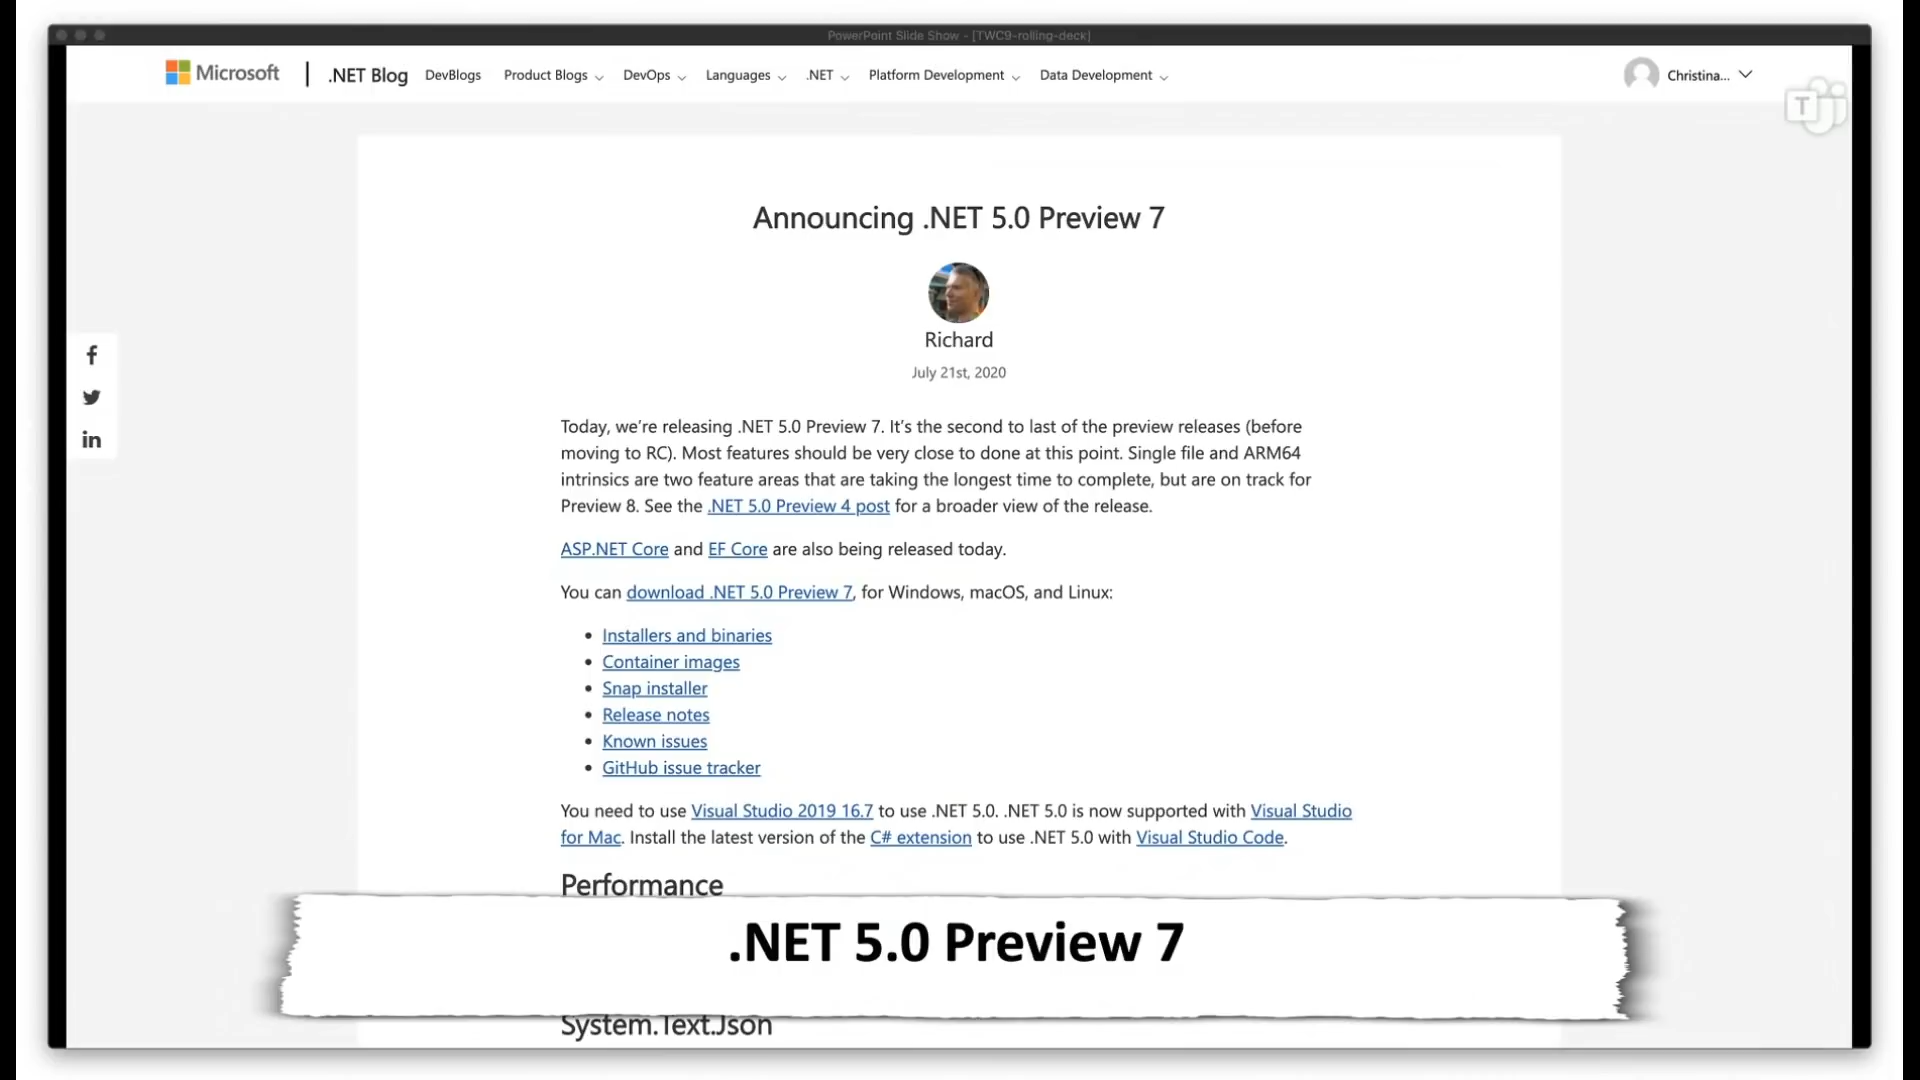 PowerPoint Slide Show - [TWC9-rolling-deck]
Microsoft | .NET Blog DevBlogs Product Blogs DevOps Languages .NET Platform Development Data Development Christina...
T
Announcing .NET 5.0 Preview 7
Richard
July 21st, 2020
f
in
Today, we’re releasing .NET 5.0 Preview 7. It’s the second to last of the preview releases (before
moving to RC). Most features should be very close to done at this point. Single file and ARM64
intrinsics are two feature areas that are taking the longest time to complete, but are on track for
Preview 8. See the .NET 5.0 Preview 4 post for a broader view of the release.
ASP.NET Core and EF Core are also being released today.
You can download .NET 5.0 Preview 7, for Windows, macOS, and Linux:
• Installers and binaries
• Container images
• Snap installer
• Release notes
• Known issues
• GitHub issue tracker
You need to use Visual Studio 2019 16.7 to use .NET 5.0. .NET 5.0 is now supported with Visual Studio
for Mac. Install the latest version of the C# extension to use .NET 5.0 with Visual Studio Code.
Performance
.NET 5.0 Preview 7
System.Text.Json